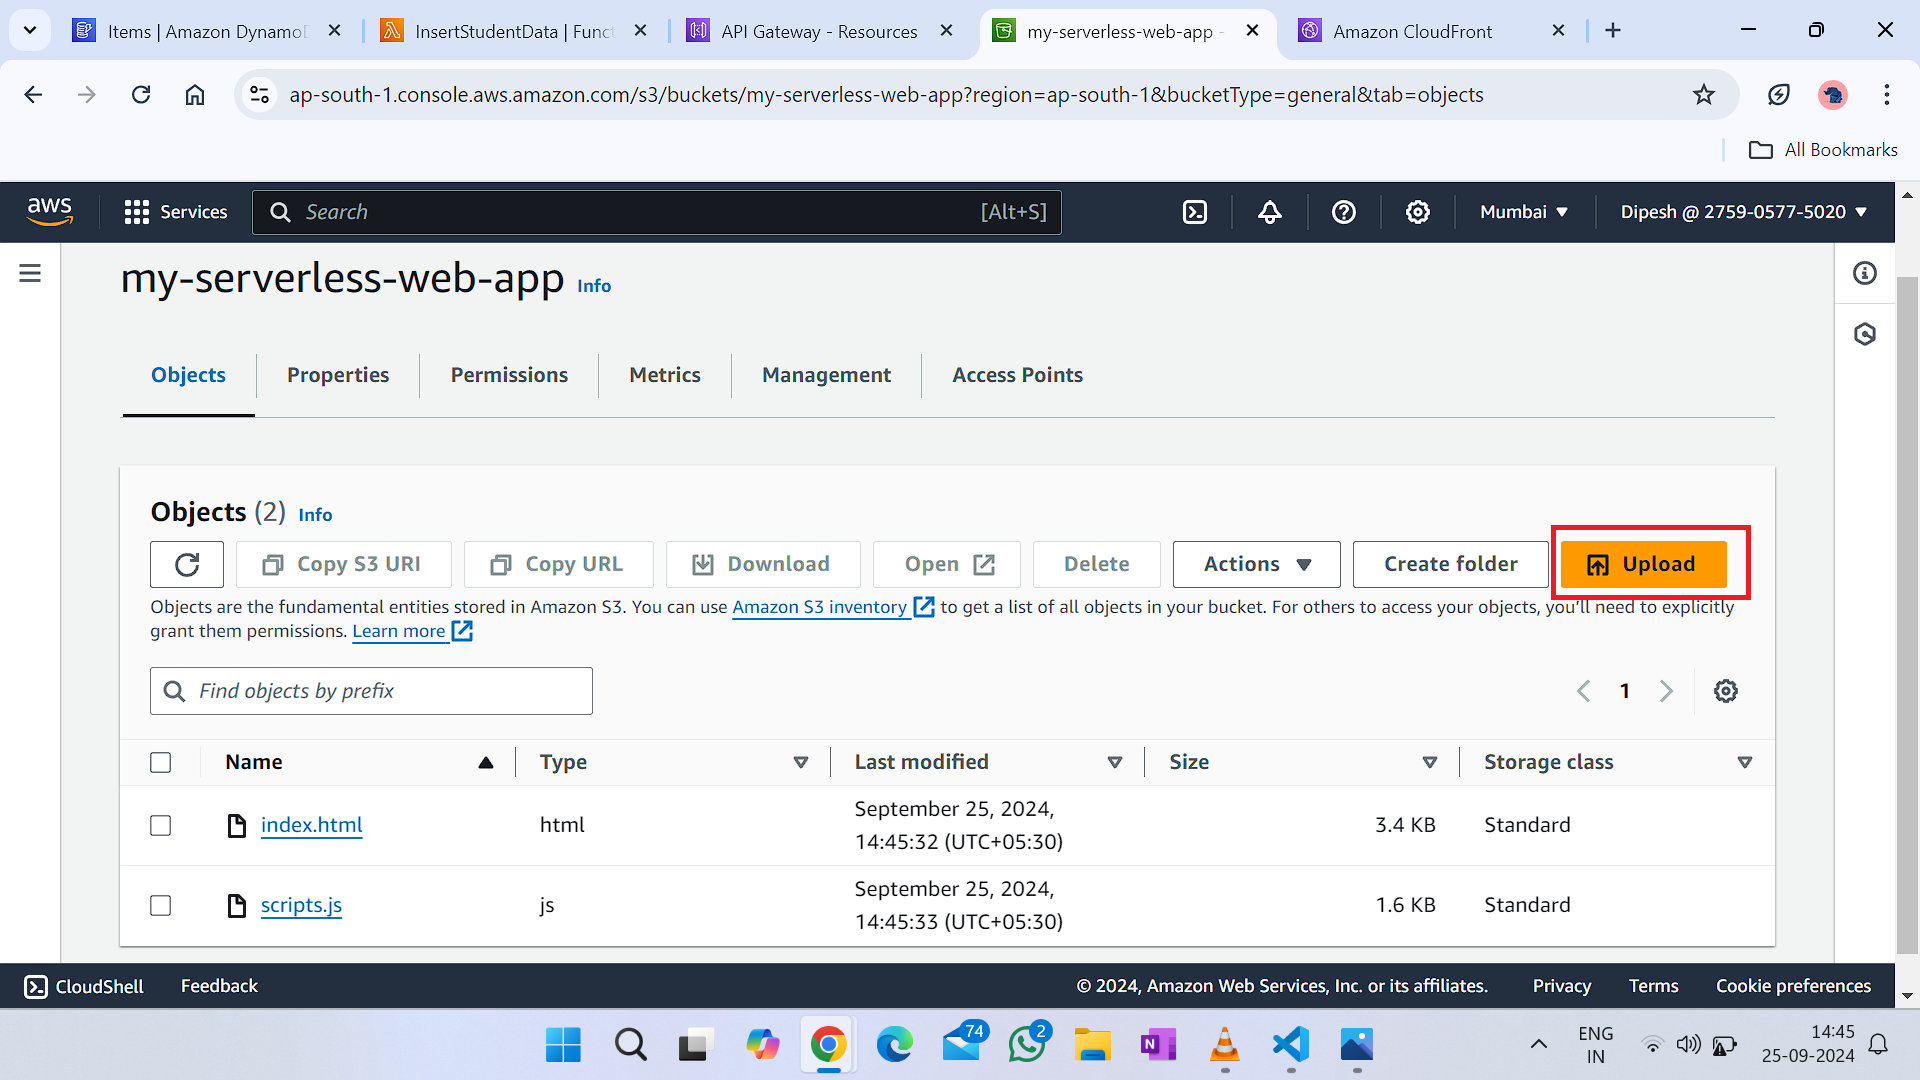 Items | Amazon Dynamo
InsertStudentData | Func
API Gateway - Resources
my-serverless-web-app -
Amazon CloudFront
ap-south-1.console.aws.amazon.com/s3/buckets/my-serverless-web-app?region=ap-south-1&bucketType=general&tab=objects
All Bookmarks
aws
Services
Search
[Alt+S]
Mumbai
Dipesh @ 2759-0577-5020
my-serverless-web-app Info
Objects
Properties
Permissions
Metrics
Management
Access Points
Objects (2) Info
Copy S3 URI
Copy URL
Download
Open
Delete
Actions
Create folder
Upload
Objects are the fundamental entities stored in Amazon S3. You can use Amazon S3 inventory to get a list of all objects in your bucket. For others to access your objects, you’ll need to explicitly
grant them permissions. Learn more
Find objects by prefix
1
Name Type Last modified Size Storage class
index.html html September 25, 2024, 3.4 KB Standard
14:45:32 (UTC+05:30)
scripts.js js September 25, 2024, 1.6 KB Standard
14:45:33 (UTC+05:30)
CloudShell
Feedback
© 2024, Amazon Web Services, Inc. or its affiliates.
Privacy
Terms
Cookie preferences
74
2
N
ENG
IN
14:45
25-09-2024